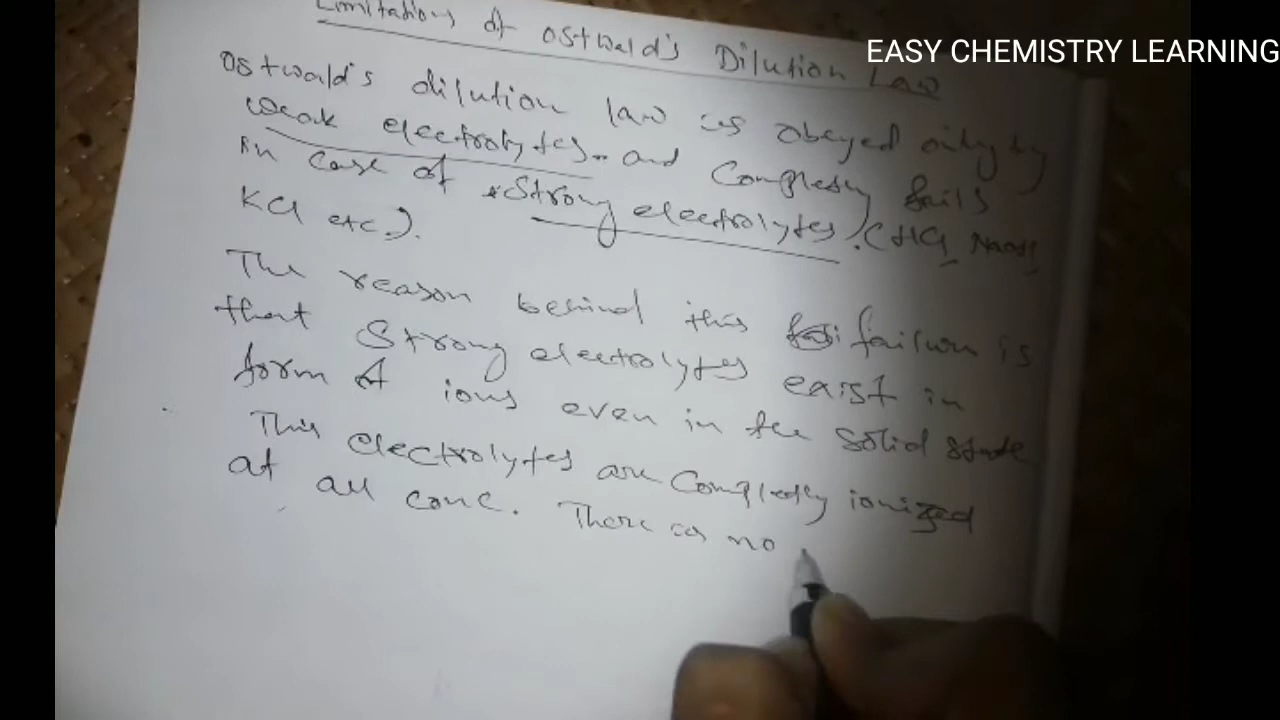 EASY CHEMISTRY LEARNING
Limitations of Ostwald's Dilution Law
Ostwald's dilution law is obeyed only by
weak electrolytes.. and Completely fails
in case of Strong electrolytes. (HCl, NaOH,
KCl etc).
The reason behind this failure is
that Strong electrolytes exist in
form of ions even in the Solid state
This electrolytes are Completely ionized
at all conc. There is no